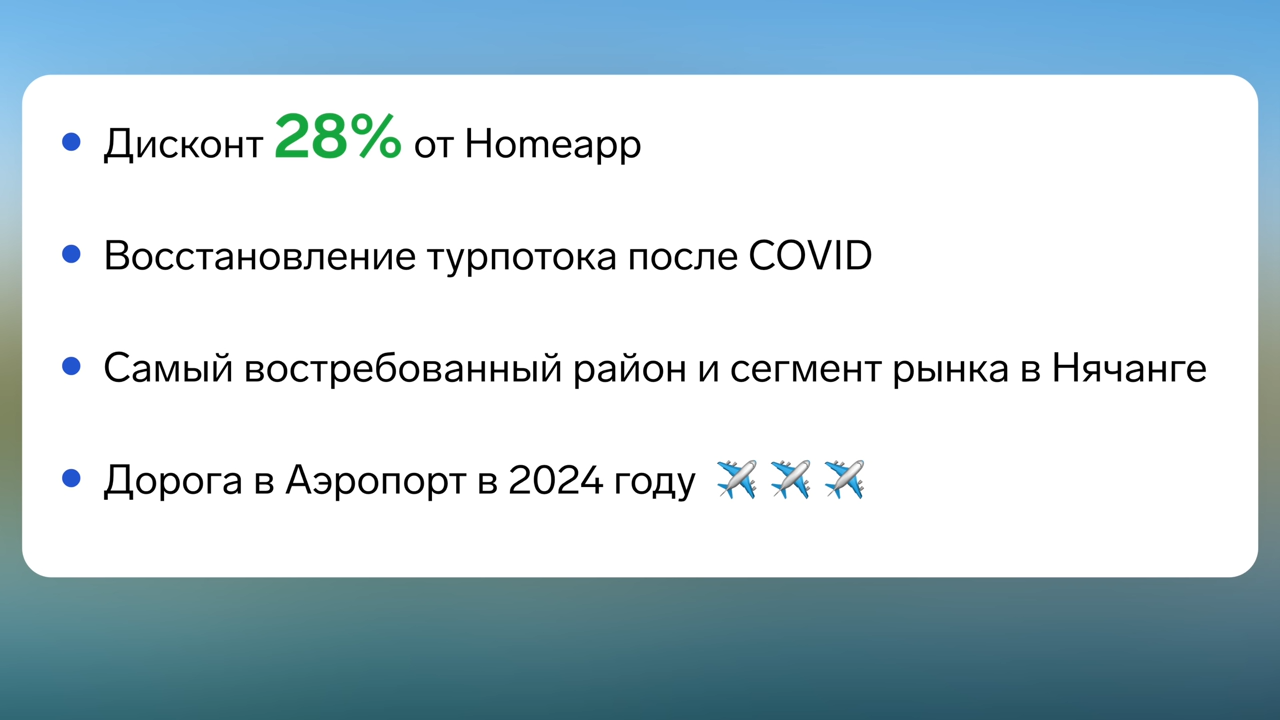 Дисконт 28% от Homeapp
Восстановление турпотока после COVID
Самый востребованный район и сегмент рынка в Нячанге
Дорога в Аэропорт в 2024 году ✈️✈️✈️